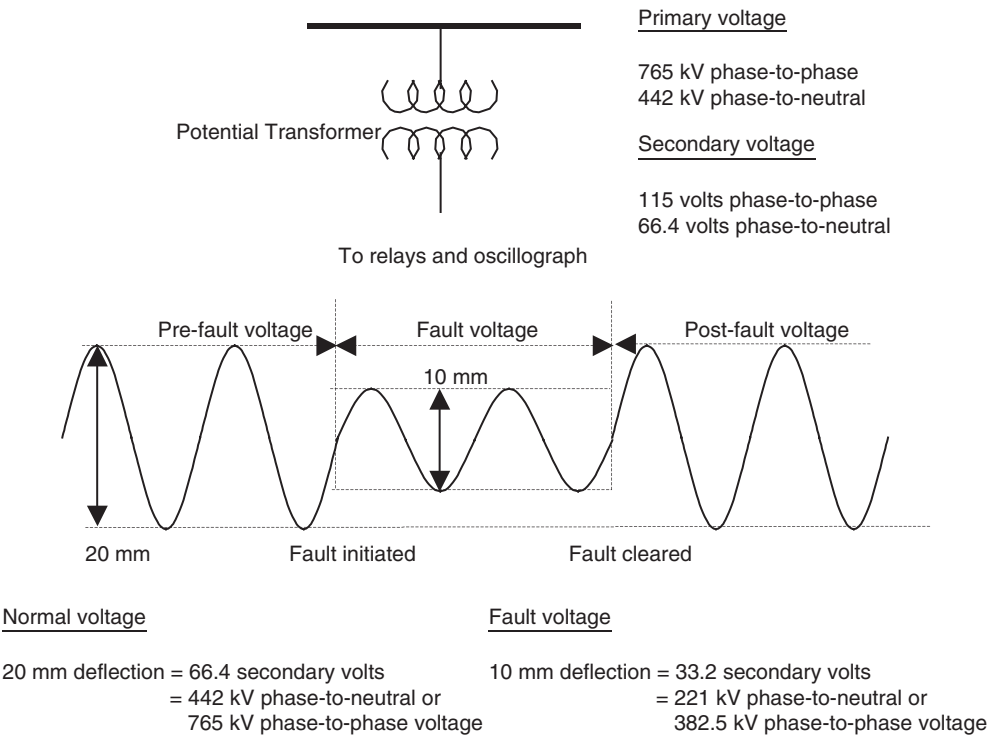 Primary voltage
765 kV phase-to-phase
442 kV phase-to-neutral
Potential Transformer
Secondary voltage
115 volts phase-to-phase
66.4 volts phase-to-neutral
To relays and oscillograph
Pre-fault voltage
Fault voltage
Post-fault voltage
10 mm
20 mm
Fault initiated
Fault cleared
Normal voltage
20 mm deflection = 66.4 secondary volts
= 442 kV phase-to-neutral or
765 kV phase-to-phase voltage
Fault voltage
10 mm deflection = 33.2 secondary volts
= 221 kV phase-to-neutral or
382.5 kV phase-to-phase voltage